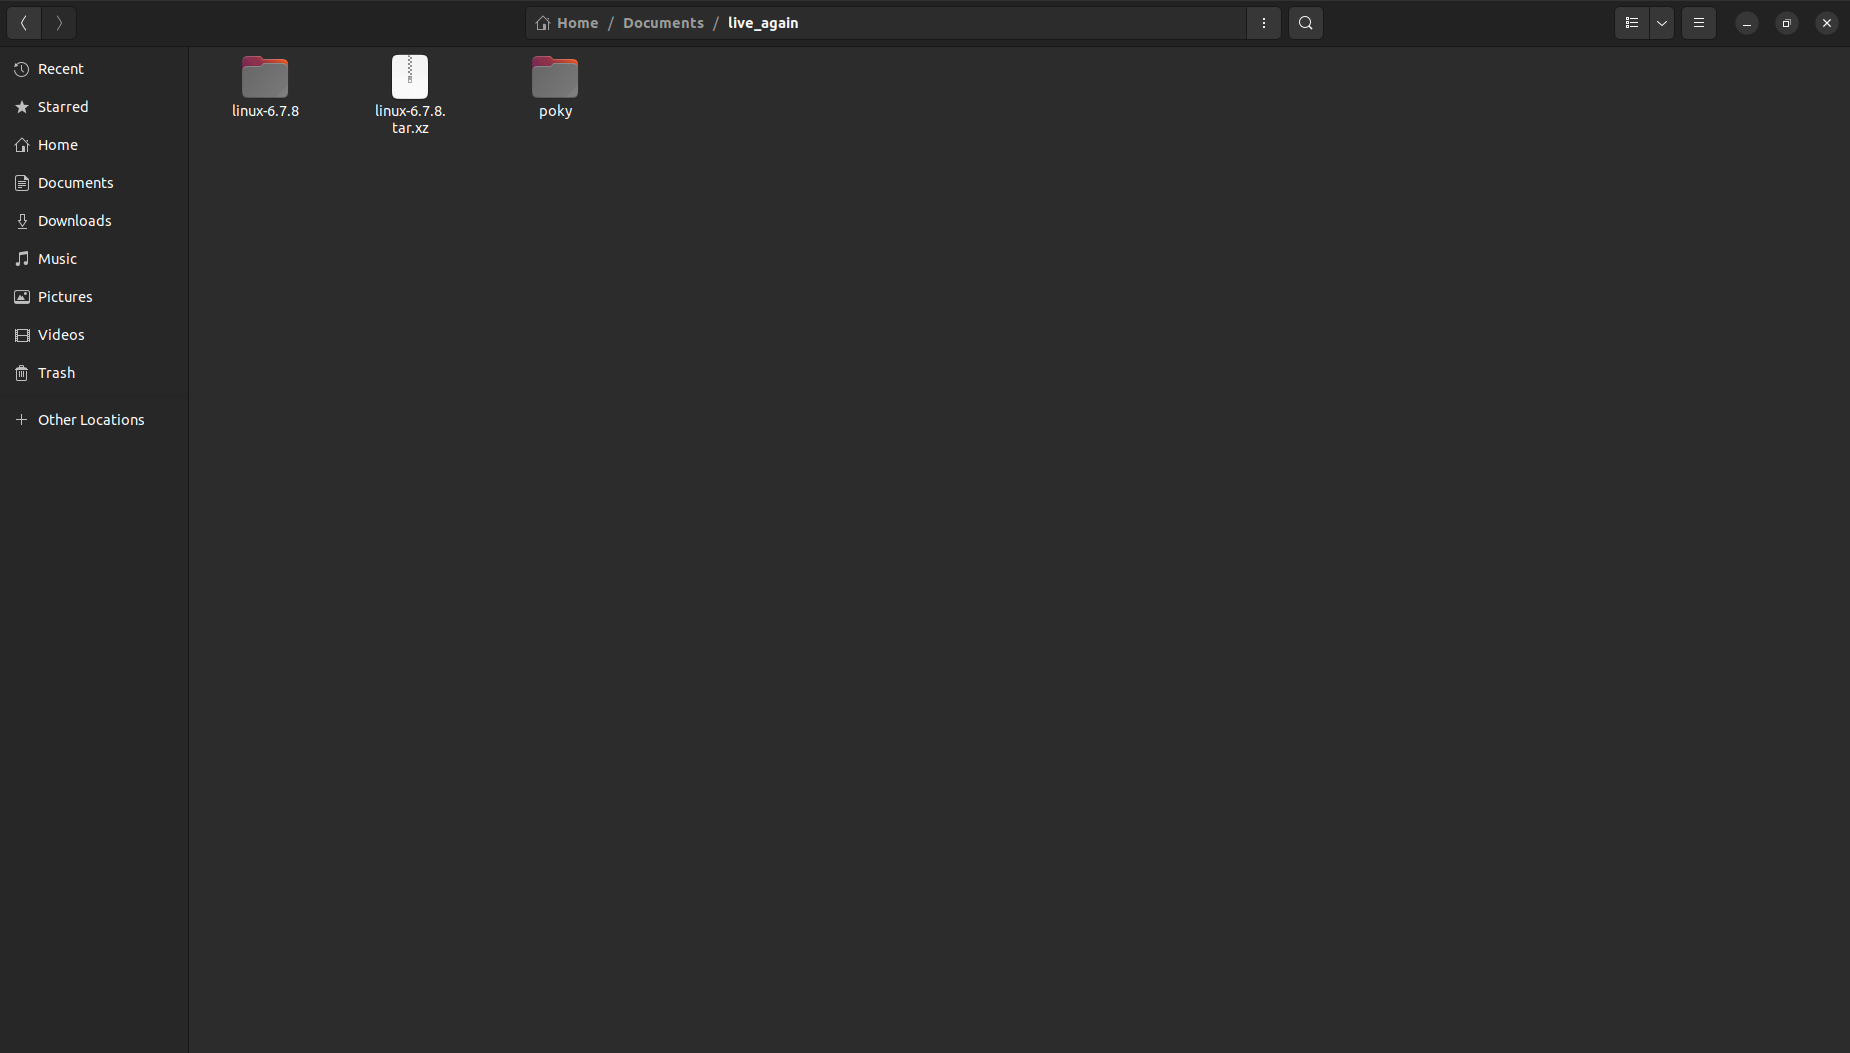 Home / Documents / live_again
Recent
Starred
Home
Documents
Downloads
Music
Pictures
Videos
Trash
Other Locations
linux-6.7.8
linux-6.7.8.
tar.xz
poky